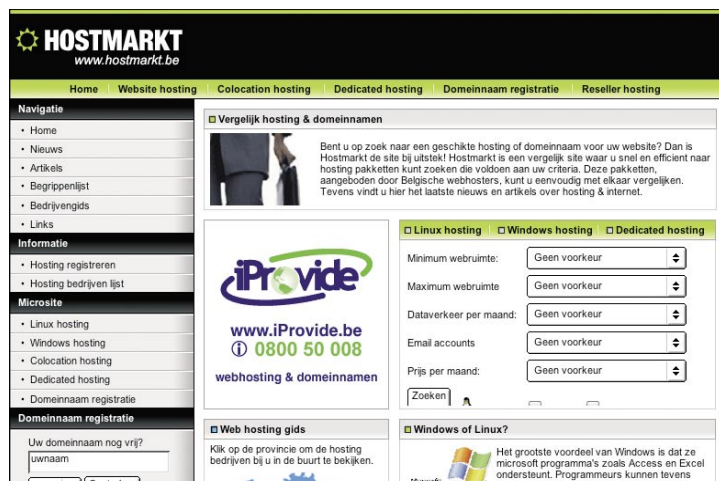 HOSTMARKT
www.hostmarkt.be
Home Website hosting Colocation hosting Dedicated hosting Domeinnaam registratie Reseller hosting
Navigatie
• Home
• Nieuws
• Artikels
• Begrippenlijst
• Bedrijvengids
• Links
Informatie
• Hosting registreren
• Hosting bedrijven lijst
Microsite
• Linux hosting
• Windows hosting
• Colocation hosting
• Dedicated hosting
• Domeinnaam registratie
Domeinnaam registratie
Uw domeinnaam nog vrij?
uwnaam
Vergelijk hosting & domeinnamen
Bent u op zoek naar een geschikte hosting of domeinnaam voor uw website? Dan is
Hostmarkt de site bij uitstek! Hostmarkt is een vergelijk site waar u snel en efficient naar
hosting pakketten kunt zoeken die voldoen aan uw criteria. Deze pakketten,
aangeboden door Belgische webhosters, kunt u eenvoudig met elkaar vergelijken.
Tevens vindt u hier het laatste nieuws en artikels over hosting & internet.
iProvide
www.iProvide.be
0800 50 008
webhosting & domeinnamen
Linux hosting Windows hosting Dedicated hosting
Minimum webruimte: Geen voorkeur
Maximum webruimte Geen voorkeur
Dataverkeer per maand: Geen voorkeur
Email accounts Geen voorkeur
Prijs per maand: Geen voorkeur
Zoeken
Web hosting gids
Klik op de provincie om de hosting
bedrijven bij u in de buurt te bekijken.
Windows of Linux?
Het grootste voordeel van Windows is dat ze
microsoft programma's zoals Access en Excel
ondersteunt. Programmeurs kunnen tevens
Microsoft